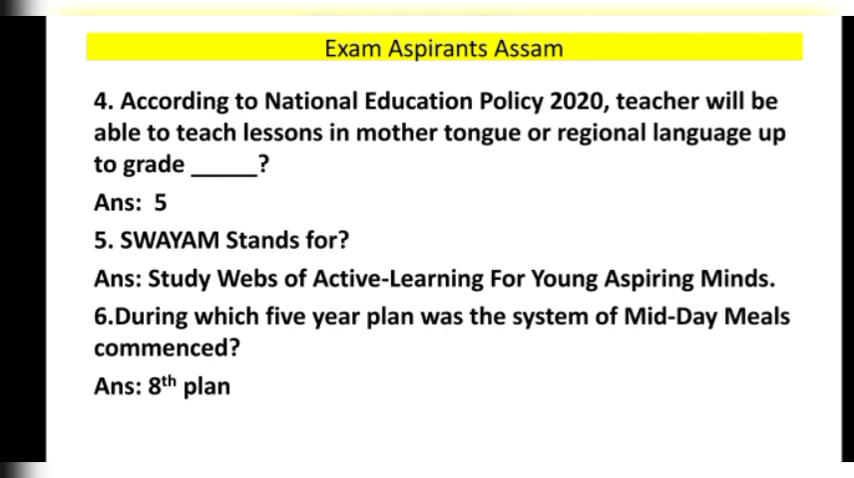 Exam Aspirants Assam
4. According to National Education Policy 2020, teacher will be
able to teach lessons in mother tongue or regional language up
to grade _____?
Ans: 5
5. SWAYAM Stands for?
Ans: Study Webs of Active-Learning For Young Aspiring Minds.
6.During which five year plan was the system of Mid-Day Meals
commenced?
Ans: 8th plan